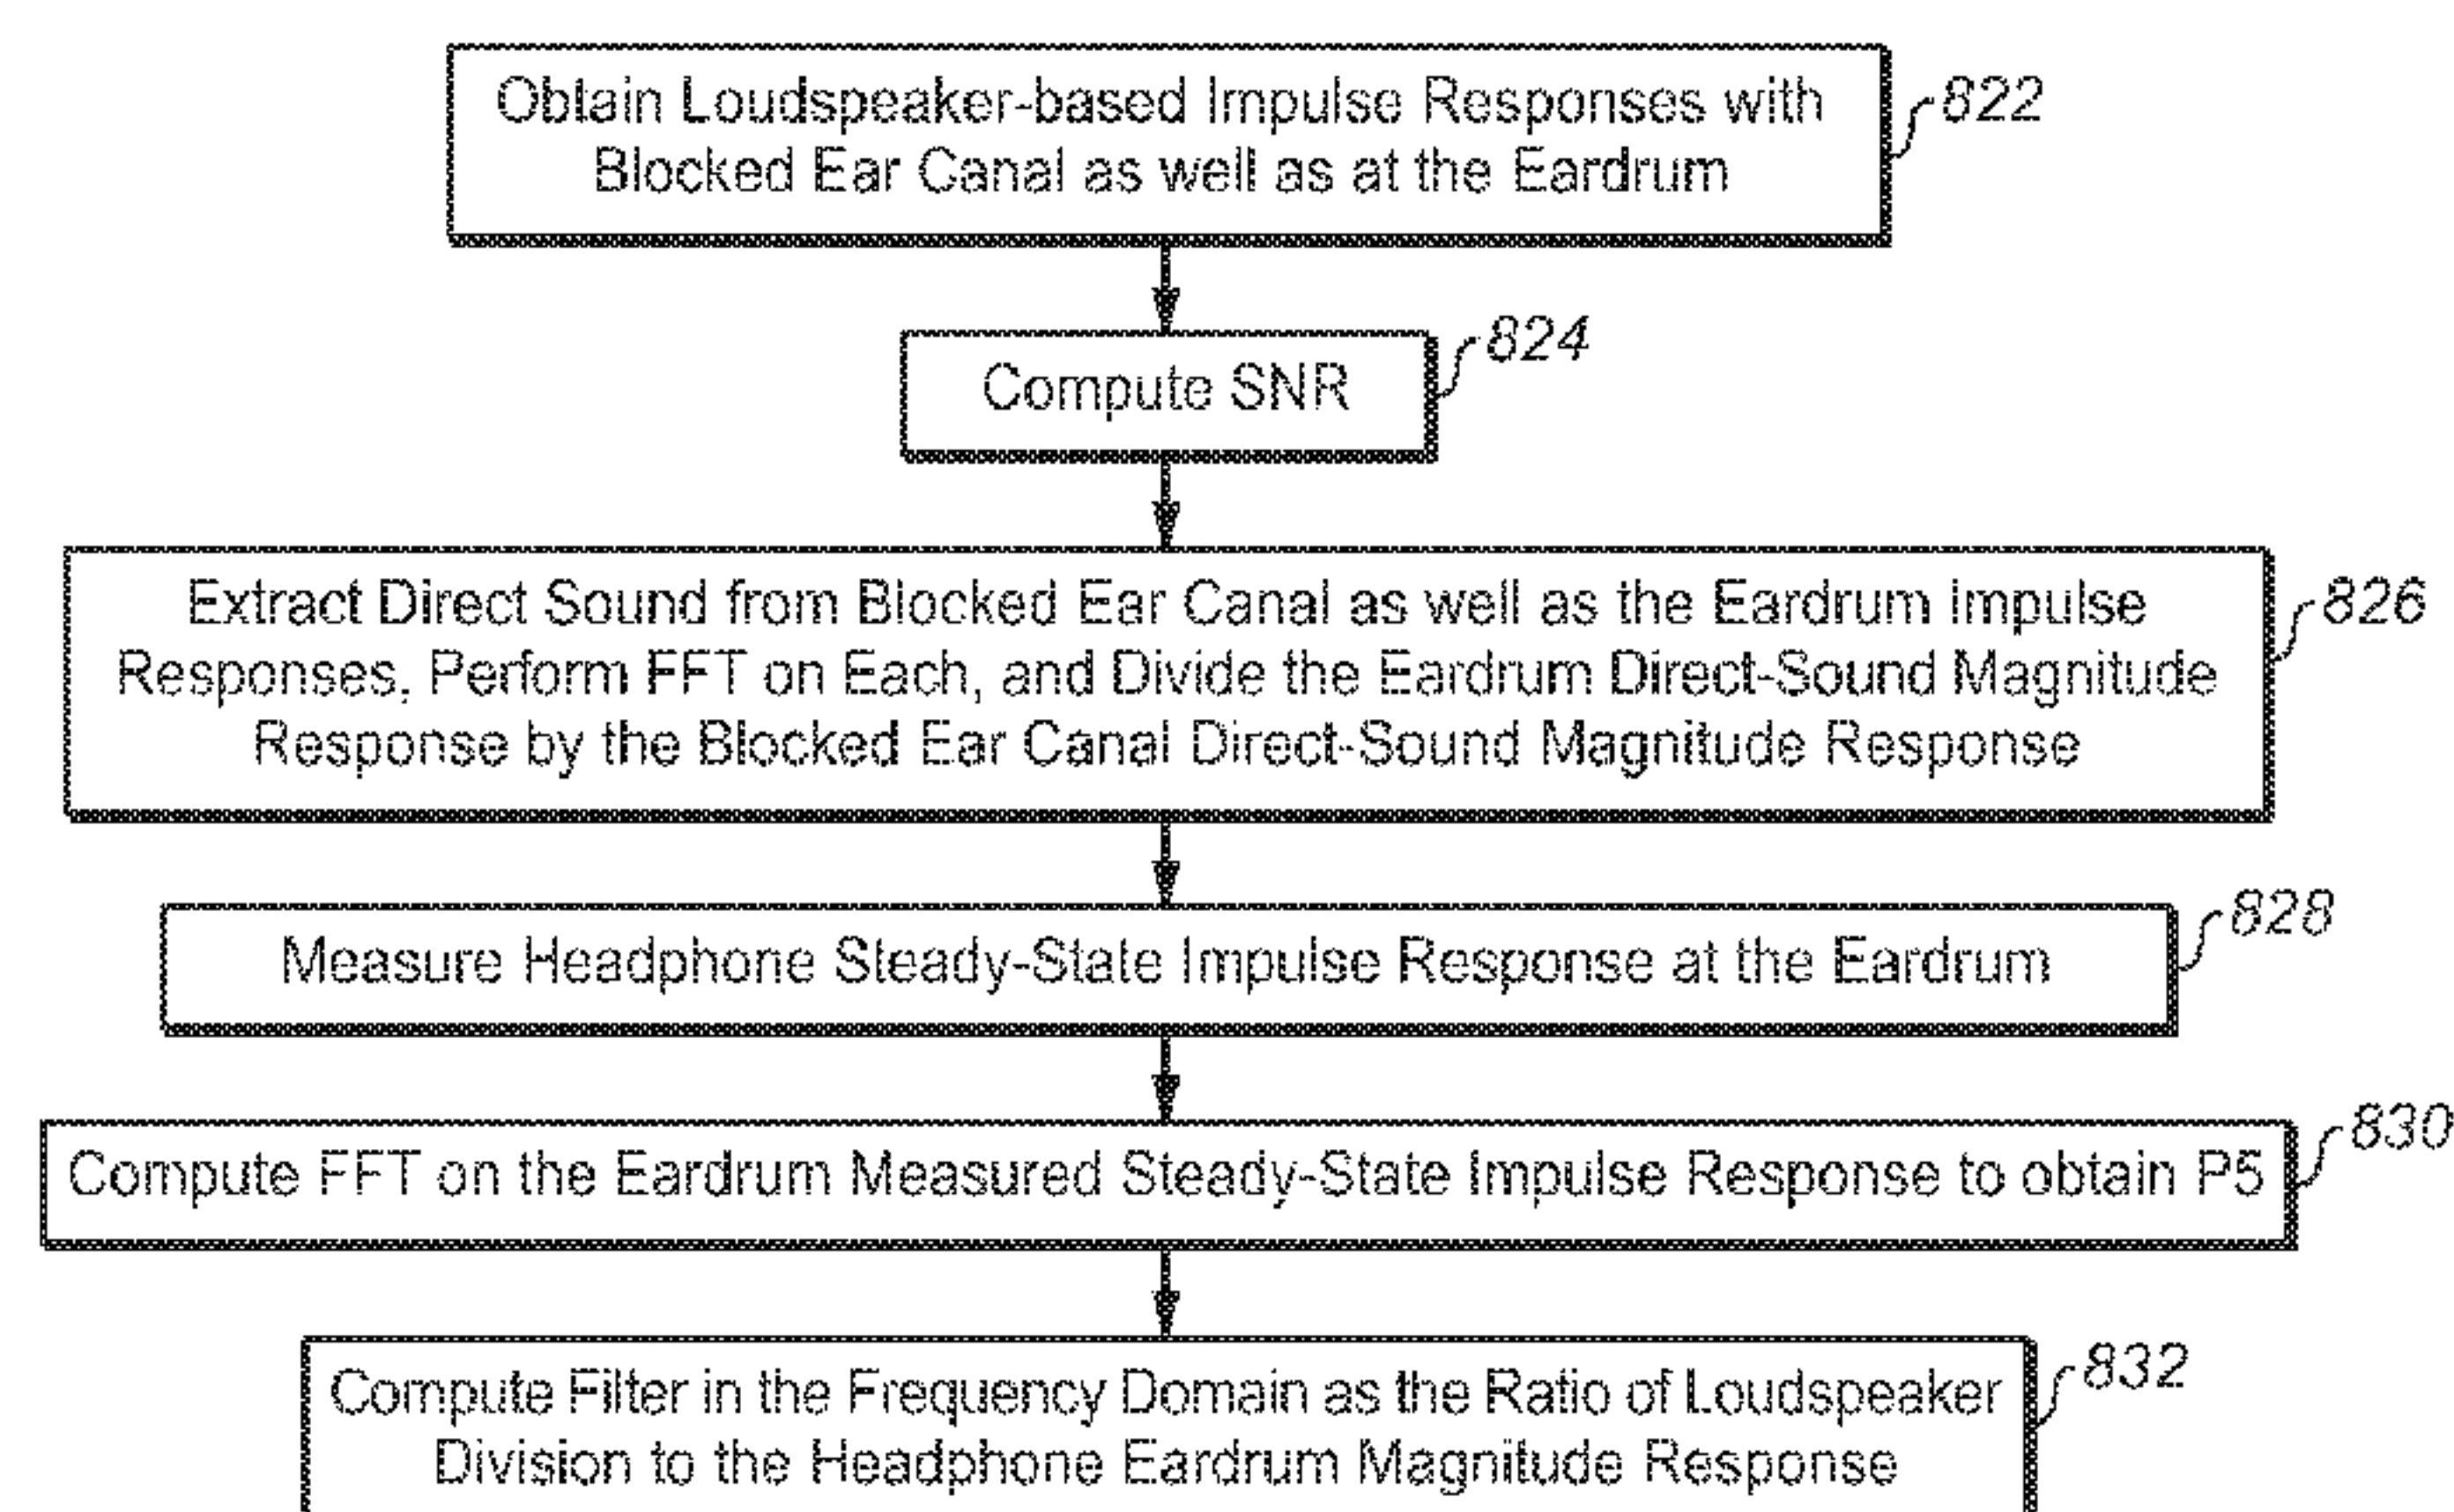 Obtain Loudspeaker-based Impulse Responses with
Blocked Ear Canal as well as at the Eardrum
822
Compute SNR
824
Extract Direct Sound from Blocked Ear Canal as well as the Eardrum Impulse
Responses, Perform FFT on Each, and Divide the Eardrum Direct-Sound Magnitude
Response by the Blocked Ear Canal Direct-Sound Magnitude Response
826
Measure Headphone Steady-State Impulse Response at the Eardrum
828
Compute FFT on the Eardrum Measured Steady-State Impulse Response to obtain P5
830
Compute Filter in the Frequency Domain as the Ratio of Loudspeaker
Division to the Headphone Eardrum Magnitude Response
832